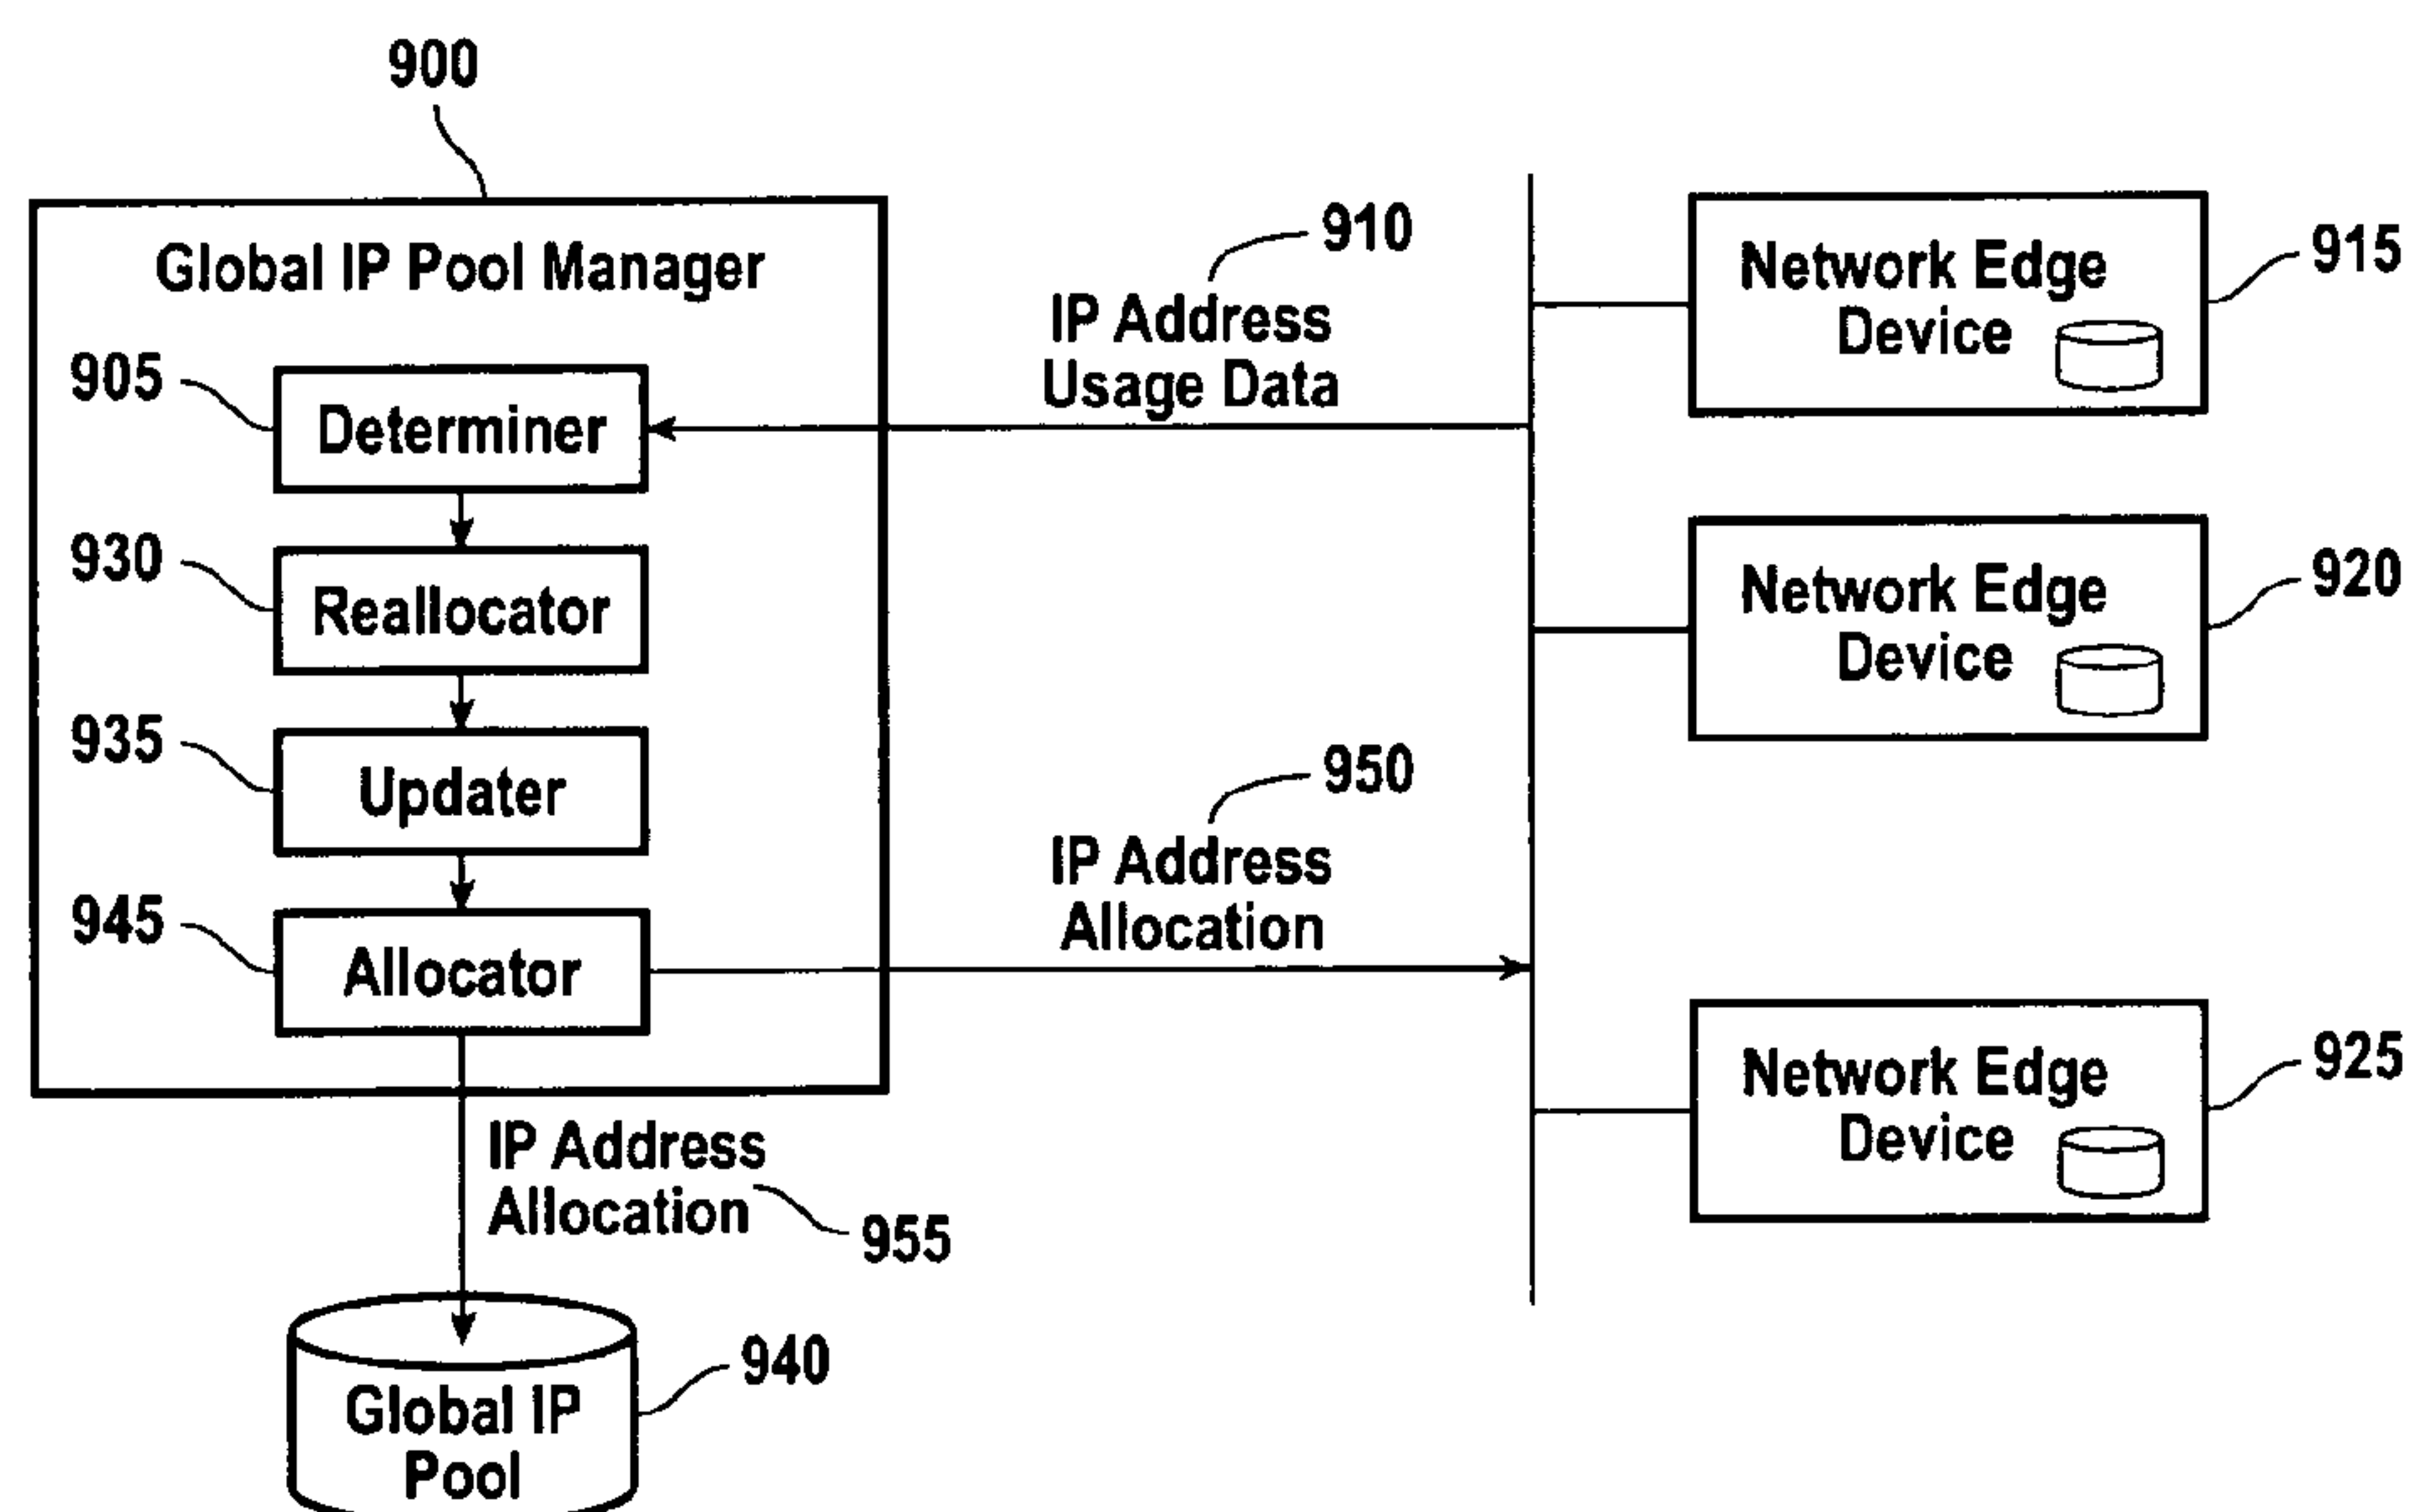 900
Global IP Pool Manager
905
Determiner
930
Reallocator
935
Updater
945
Allocator
910
IP Address
Usage Data
950
IP Address
Allocation
Network Edge
Device
915
Network Edge
Device
920
Network Edge
Device
925
IP Address
Allocation
955
940
Global IP
Pool